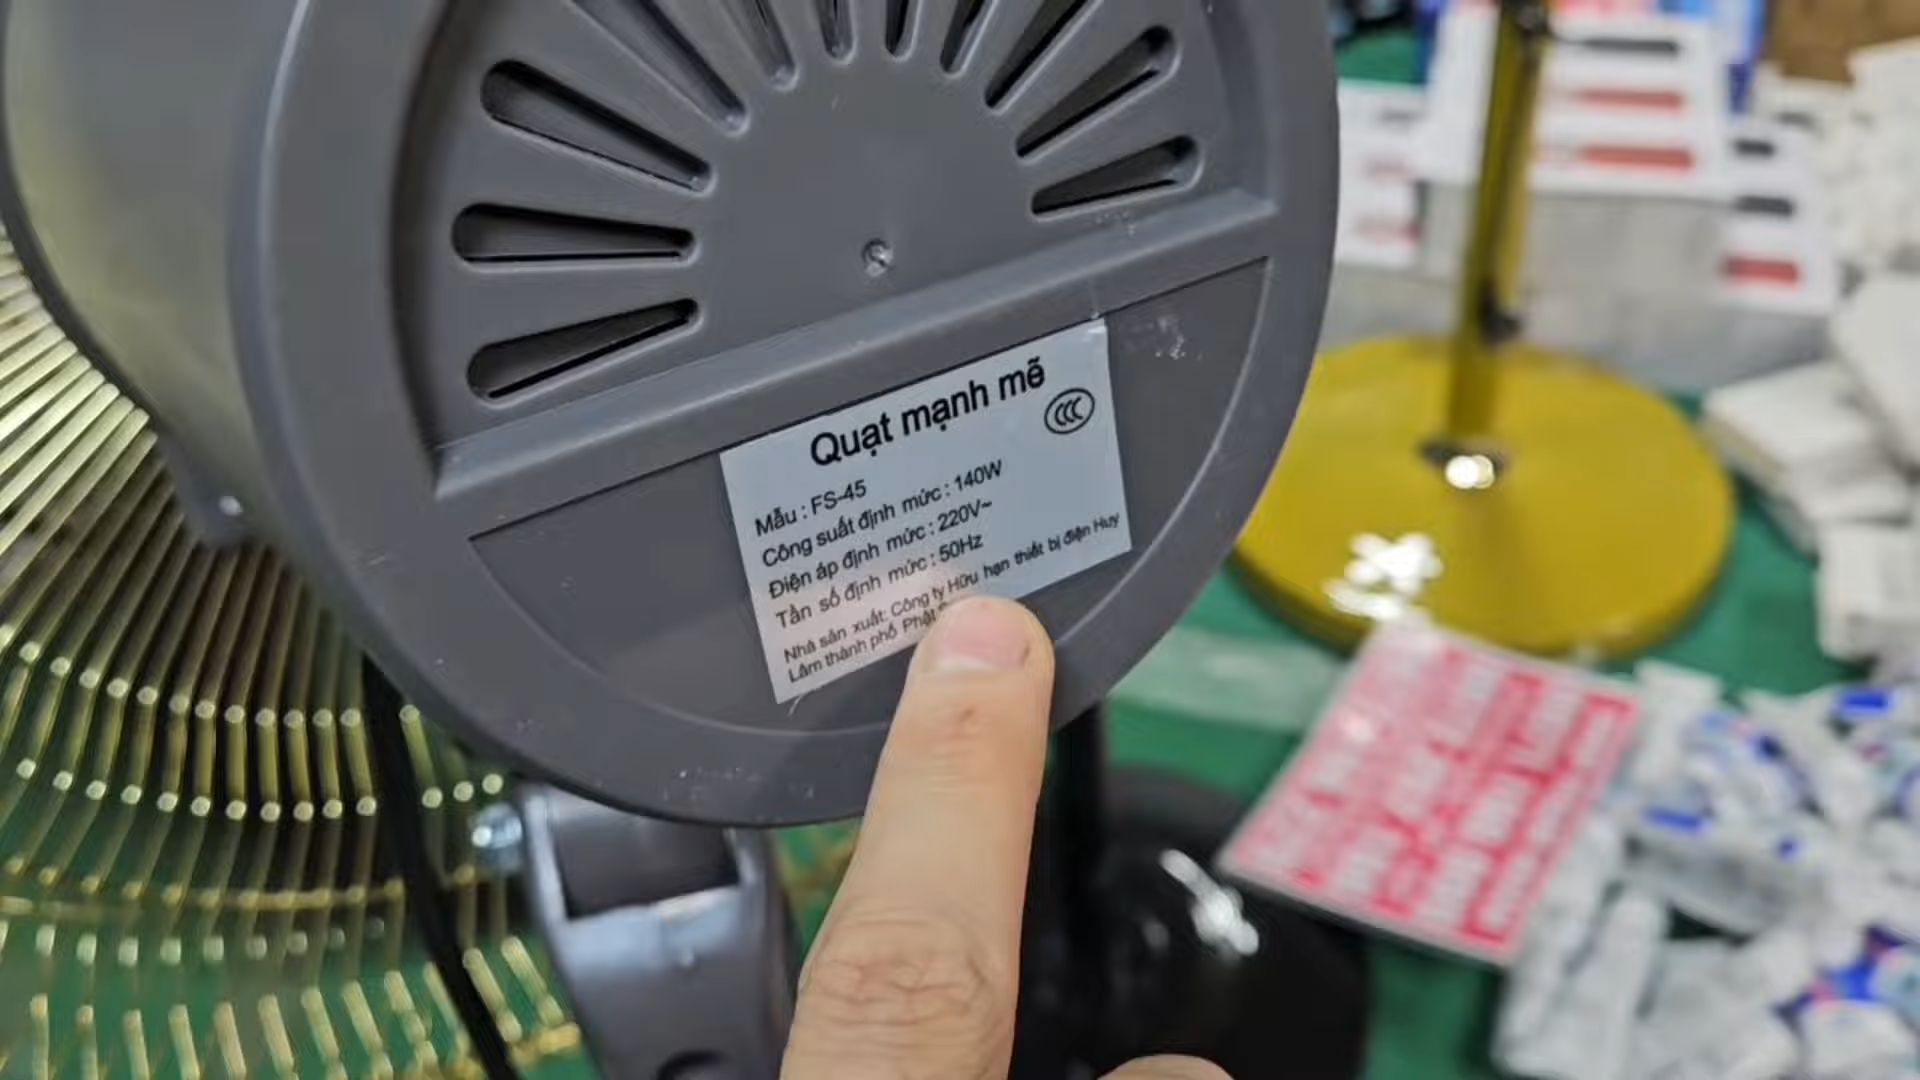 Quạt mạnh mẽ
CCC
Mẫu : FS-45
Công suất định mức : 140W
Điện áp định mức : 220V~
Tần số định mức : 50Hz
Nhà sản xuất: Công ty Hữu hạn thiết bị điện Huy
Lâm thành phố Phật